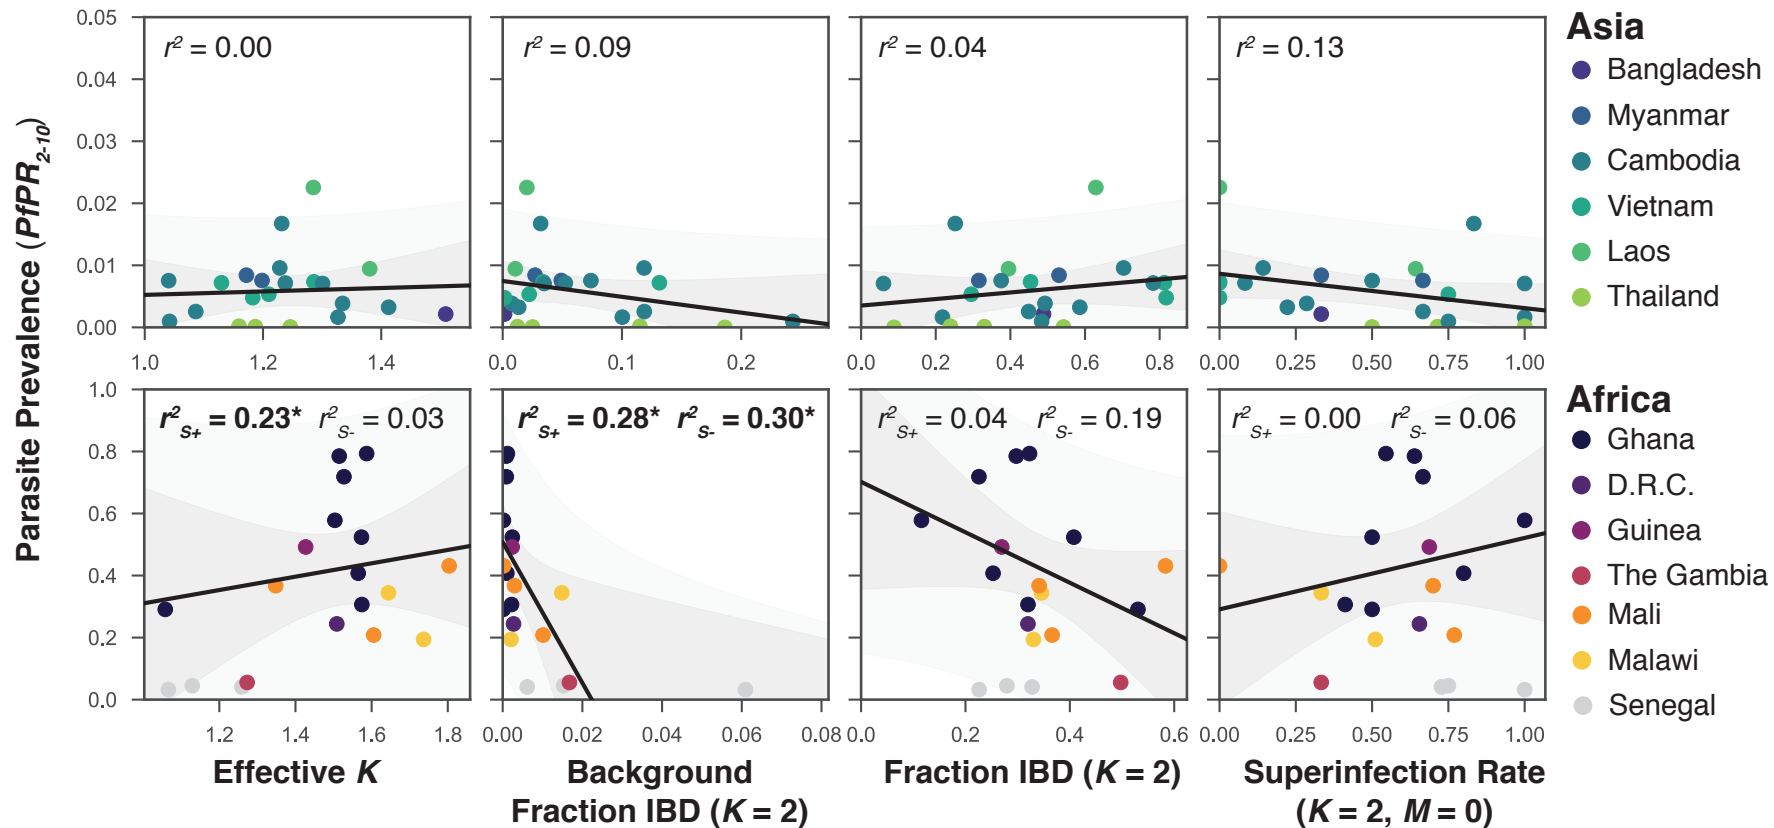 Parasite Prevalence (PfPR2-10)
0.05
0.04
0.03
0.02
0.01
0.00
r² = 0.00
1.0 1.2 1.4
r² = 0.09
0.0 0.1 0.2
r² = 0.04
0.0 0.2 0.4 0.6 0.8
r² = 0.13
0.00 0.25 0.50 0.75 1.00
Asia
Bangladesh
Myanmar
Cambodia
Vietnam
Laos
Thailand
1.0
0.8
0.6
0.4
0.2
0.0
r²S+ = 0.23* r²S- = 0.03
1.2 1.4 1.6 1.8
Effective K
r²S+ = 0.28* r²S- = 0.30*
0.00 0.02 0.04 0.06 0.08
Background
Fraction IBD (K = 2)
r²S+ = 0.04 r²S- = 0.19
0.0 0.2 0.4 0.6
Fraction IBD (K = 2)
r²S+ = 0.00 r²S- = 0.06
0.00 0.25 0.50 0.75 1.00
Superinfection Rate
(K = 2, M = 0)
Africa
Ghana
D.R.C.
Guinea
The Gambia
Mali
Malawi
Senegal